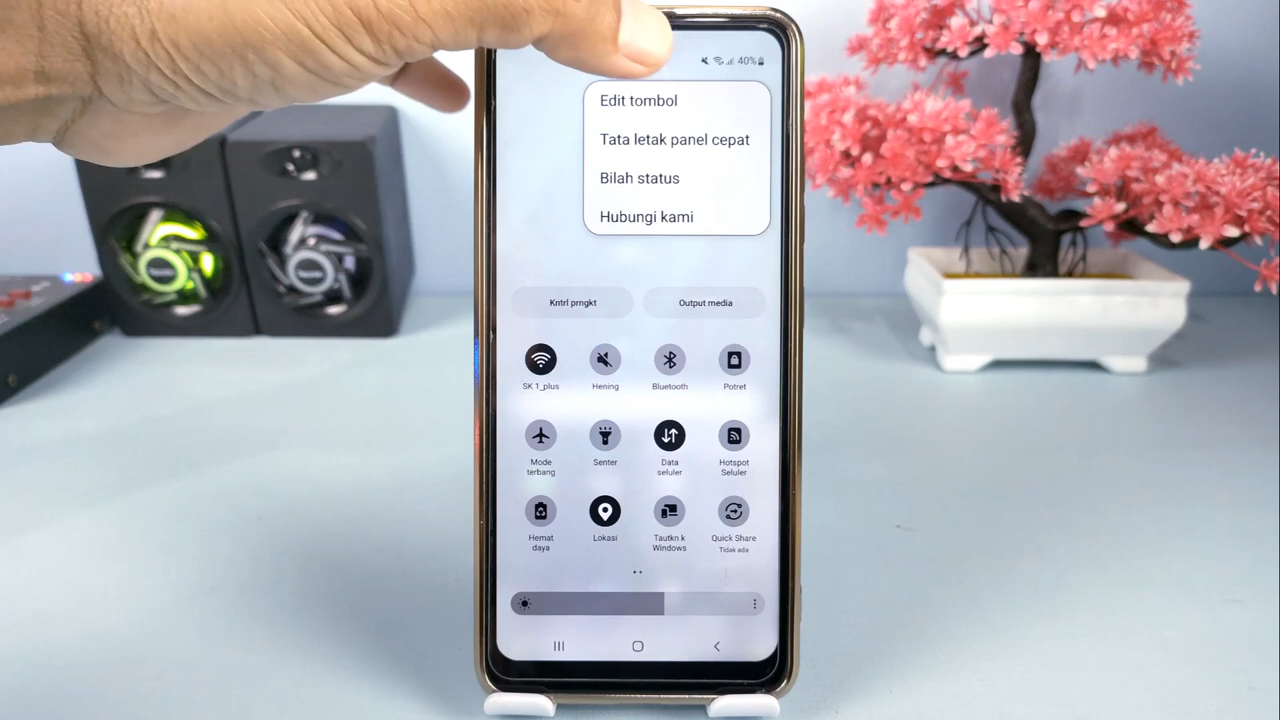 40%
Edit tombol
Tata letak panel cepat
Bilah status
Hubungi kami
Kntrl prngkt
Output media
SK 1_plus
Hening
Bluetooth
Potret
Mode
terbang
Senter
Data
seluler
Hotspot
Seluler
Hemat
daya
Lokasi
Tautkn k
Windows
Quick Share
Tidak ada